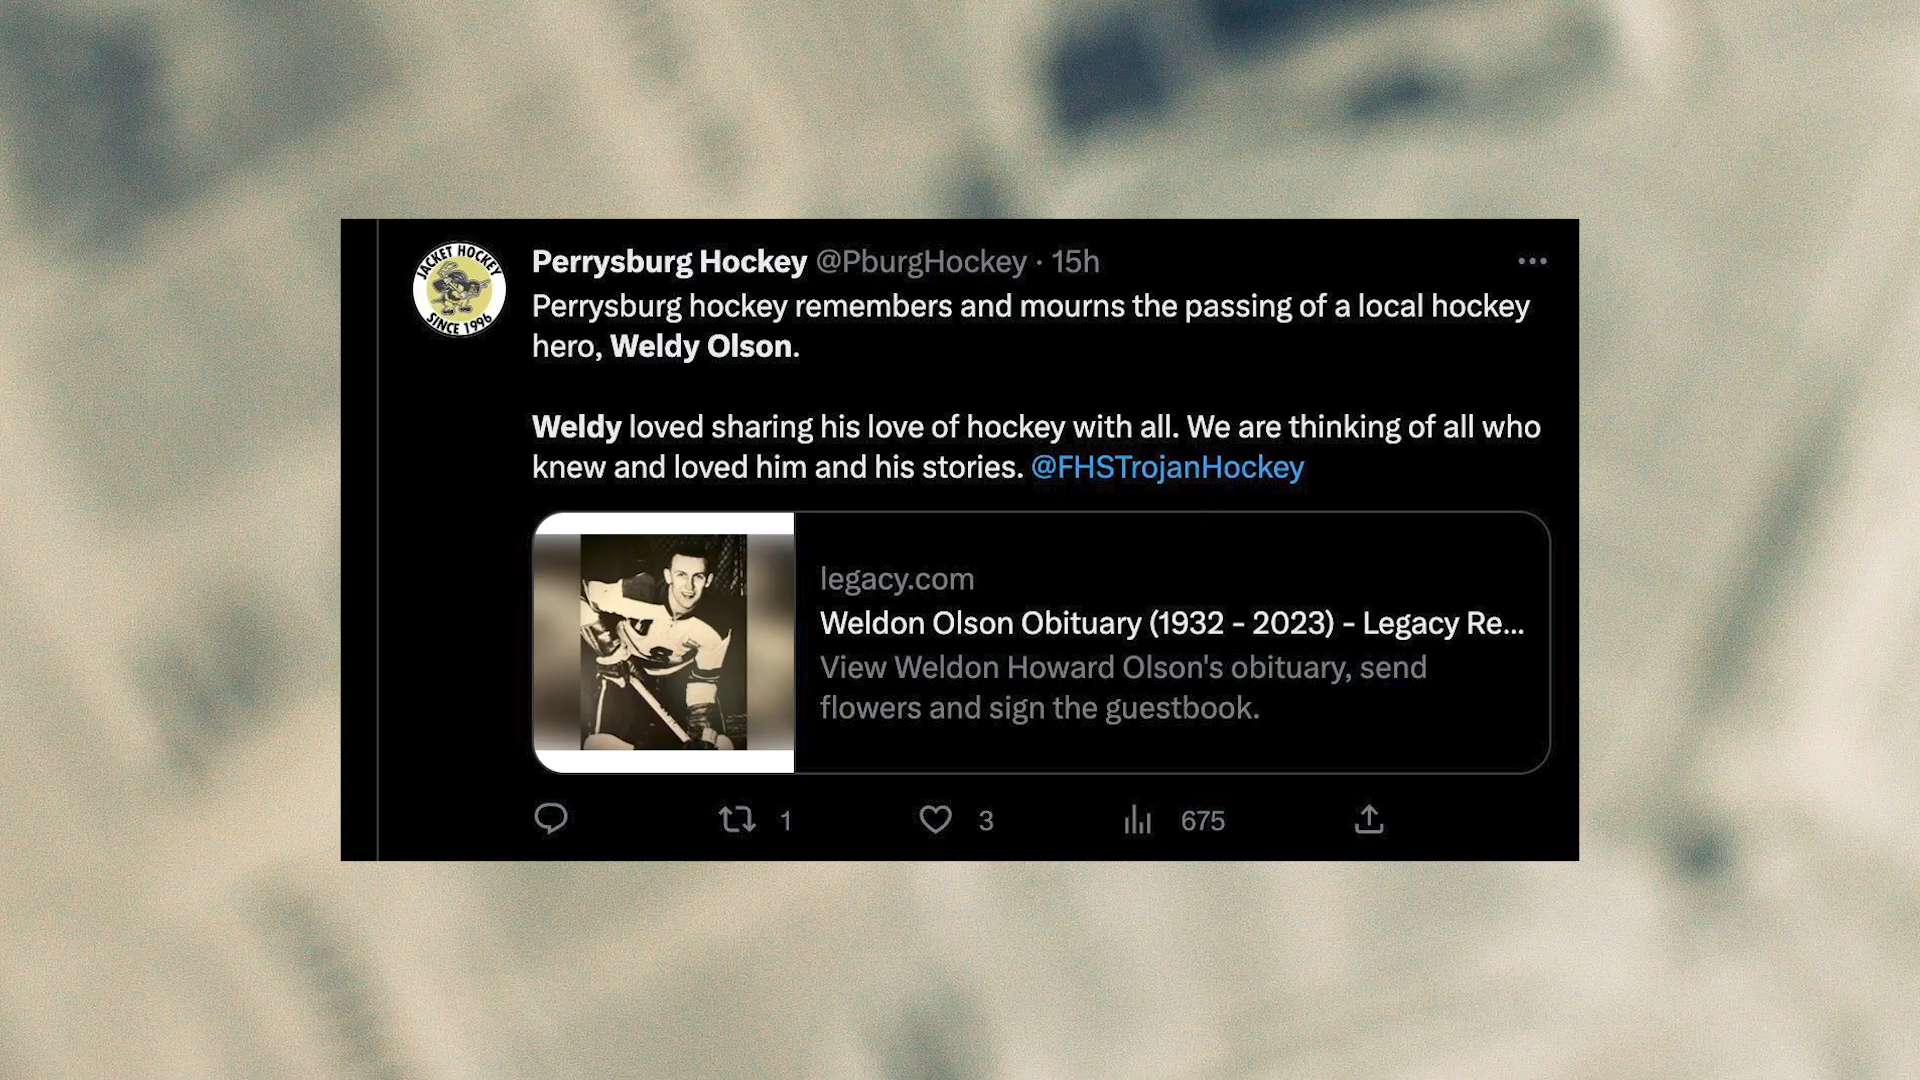 JACKET HOCKEY
SINCE 1996
Perrysburg Hockey @PburgHockey · 15h
Perrysburg hockey remembers and mourns the passing of a local hockey
hero, Weldy Olson.
Weldy loved sharing his love of hockey with all. We are thinking of all who
knew and loved him and his stories. @FHSTrojanHockey
legacy.com
Weldon Olson Obituary (1932 - 2023) - Legacy Re...
View Weldon Howard Olson's obituary, send
flowers and sign the guestbook.
1 3 675